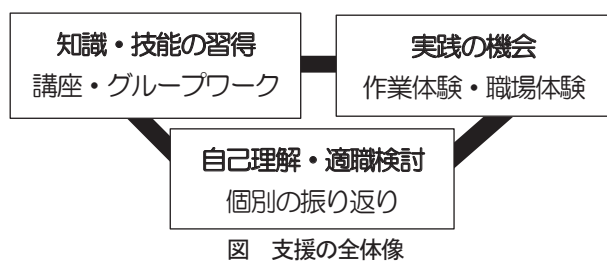 知識・技能の習得
講座・グループワーク
実践の機会
作業体験・職場体験
自己理解・適職検討
個別の振り返り
図　支援の全体像